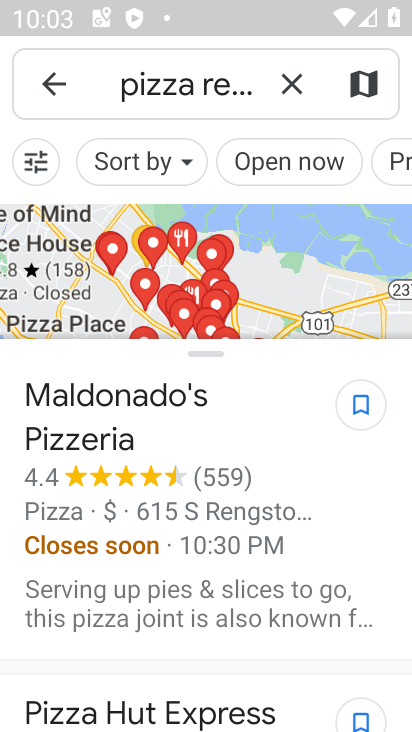 10:03
pizza re...
Sort by
Open now
Pr
e of Mind
ce House
.8 ★ (158)
za · Closed
Pizza Place
237
101
Maldonado's
Pizzeria
4.4 ★★★★★ (559)
Pizza · $ · 615 S Rengsto...
Closes soon · 10:30 PM
Serving up pies & slices to go,
this pizza joint is also known f...
Pizza Hut Express